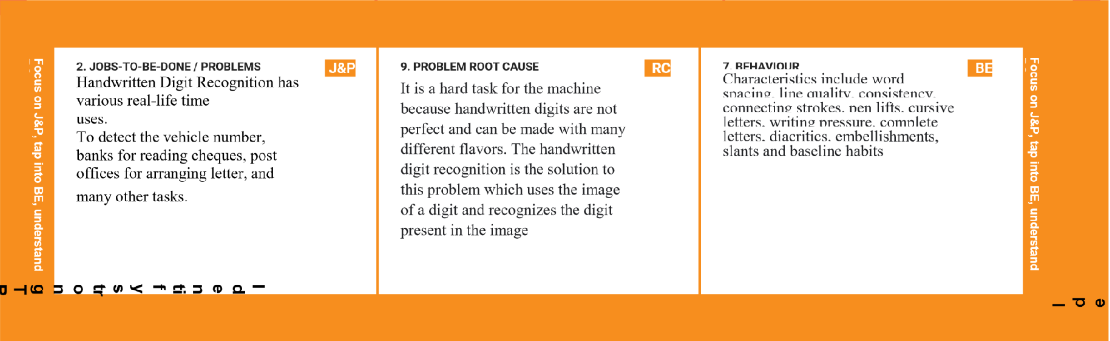 Focus on J&P, tap into BE, understand
2. JOBS-TO-BE-DONE / PROBLEMS
J&P
Handwritten Digit Recognition has
various real-life time
uses.
To detect the vehicle number,
banks for reading cheques, post
offices for arranging letter, and
many other tasks.
9. PROBLEM ROOT CAUSE
RC
It is a hard task for the machine
because handwritten digits are not
perfect and can be made with many
different flavors. The handwritten
digit recognition is the solution to
this problem which uses the image
of a digit and recognizes the digit
present in the image
7. BEHAVIOUR
BE
Characteristics include word
spacing, line quality, consistency,
connecting strokes, pen lifts, cursive
letters, writing pressure, complete
letters, diacritics, embellishments,
slants and baseline habits
Focus on J&P, tap into BE, understand
Identify strong T